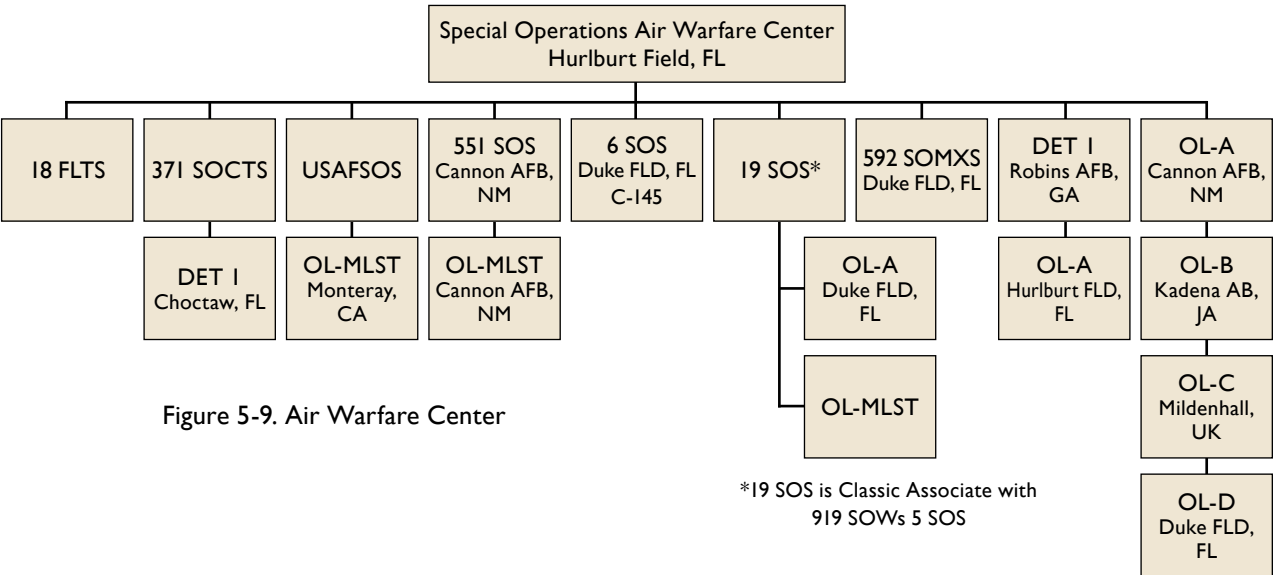 Special Operations Air Warfare Center
Hurlburt Field, FL
18 FLTS
371 SOCTS
USAFSOS
551 SOS
Cannon AFB,
NM
6 SOS
Duke FLD, FL
C-145
19 SOS*
592 SOMXS
Duke FLD, FL
DET 1
Robins AFB,
GA
OL-A
Cannon AFB,
NM
DET 1
Choctaw, FL
OL-MLST
Monteray,
CA
OL-MLST
Cannon AFB,
NM
OL-A
Duke FLD,
FL
OL-A
Hurlburt FLD,
FL
OL-B
Kadena AB,
JA
OL-MLST
OL-C
Mildenhall,
UK
Figure 5-9. Air Warfare Center
*19 SOS is Classic Associate with
919 SOWs 5 SOS
OL-D
Duke FLD,
FL